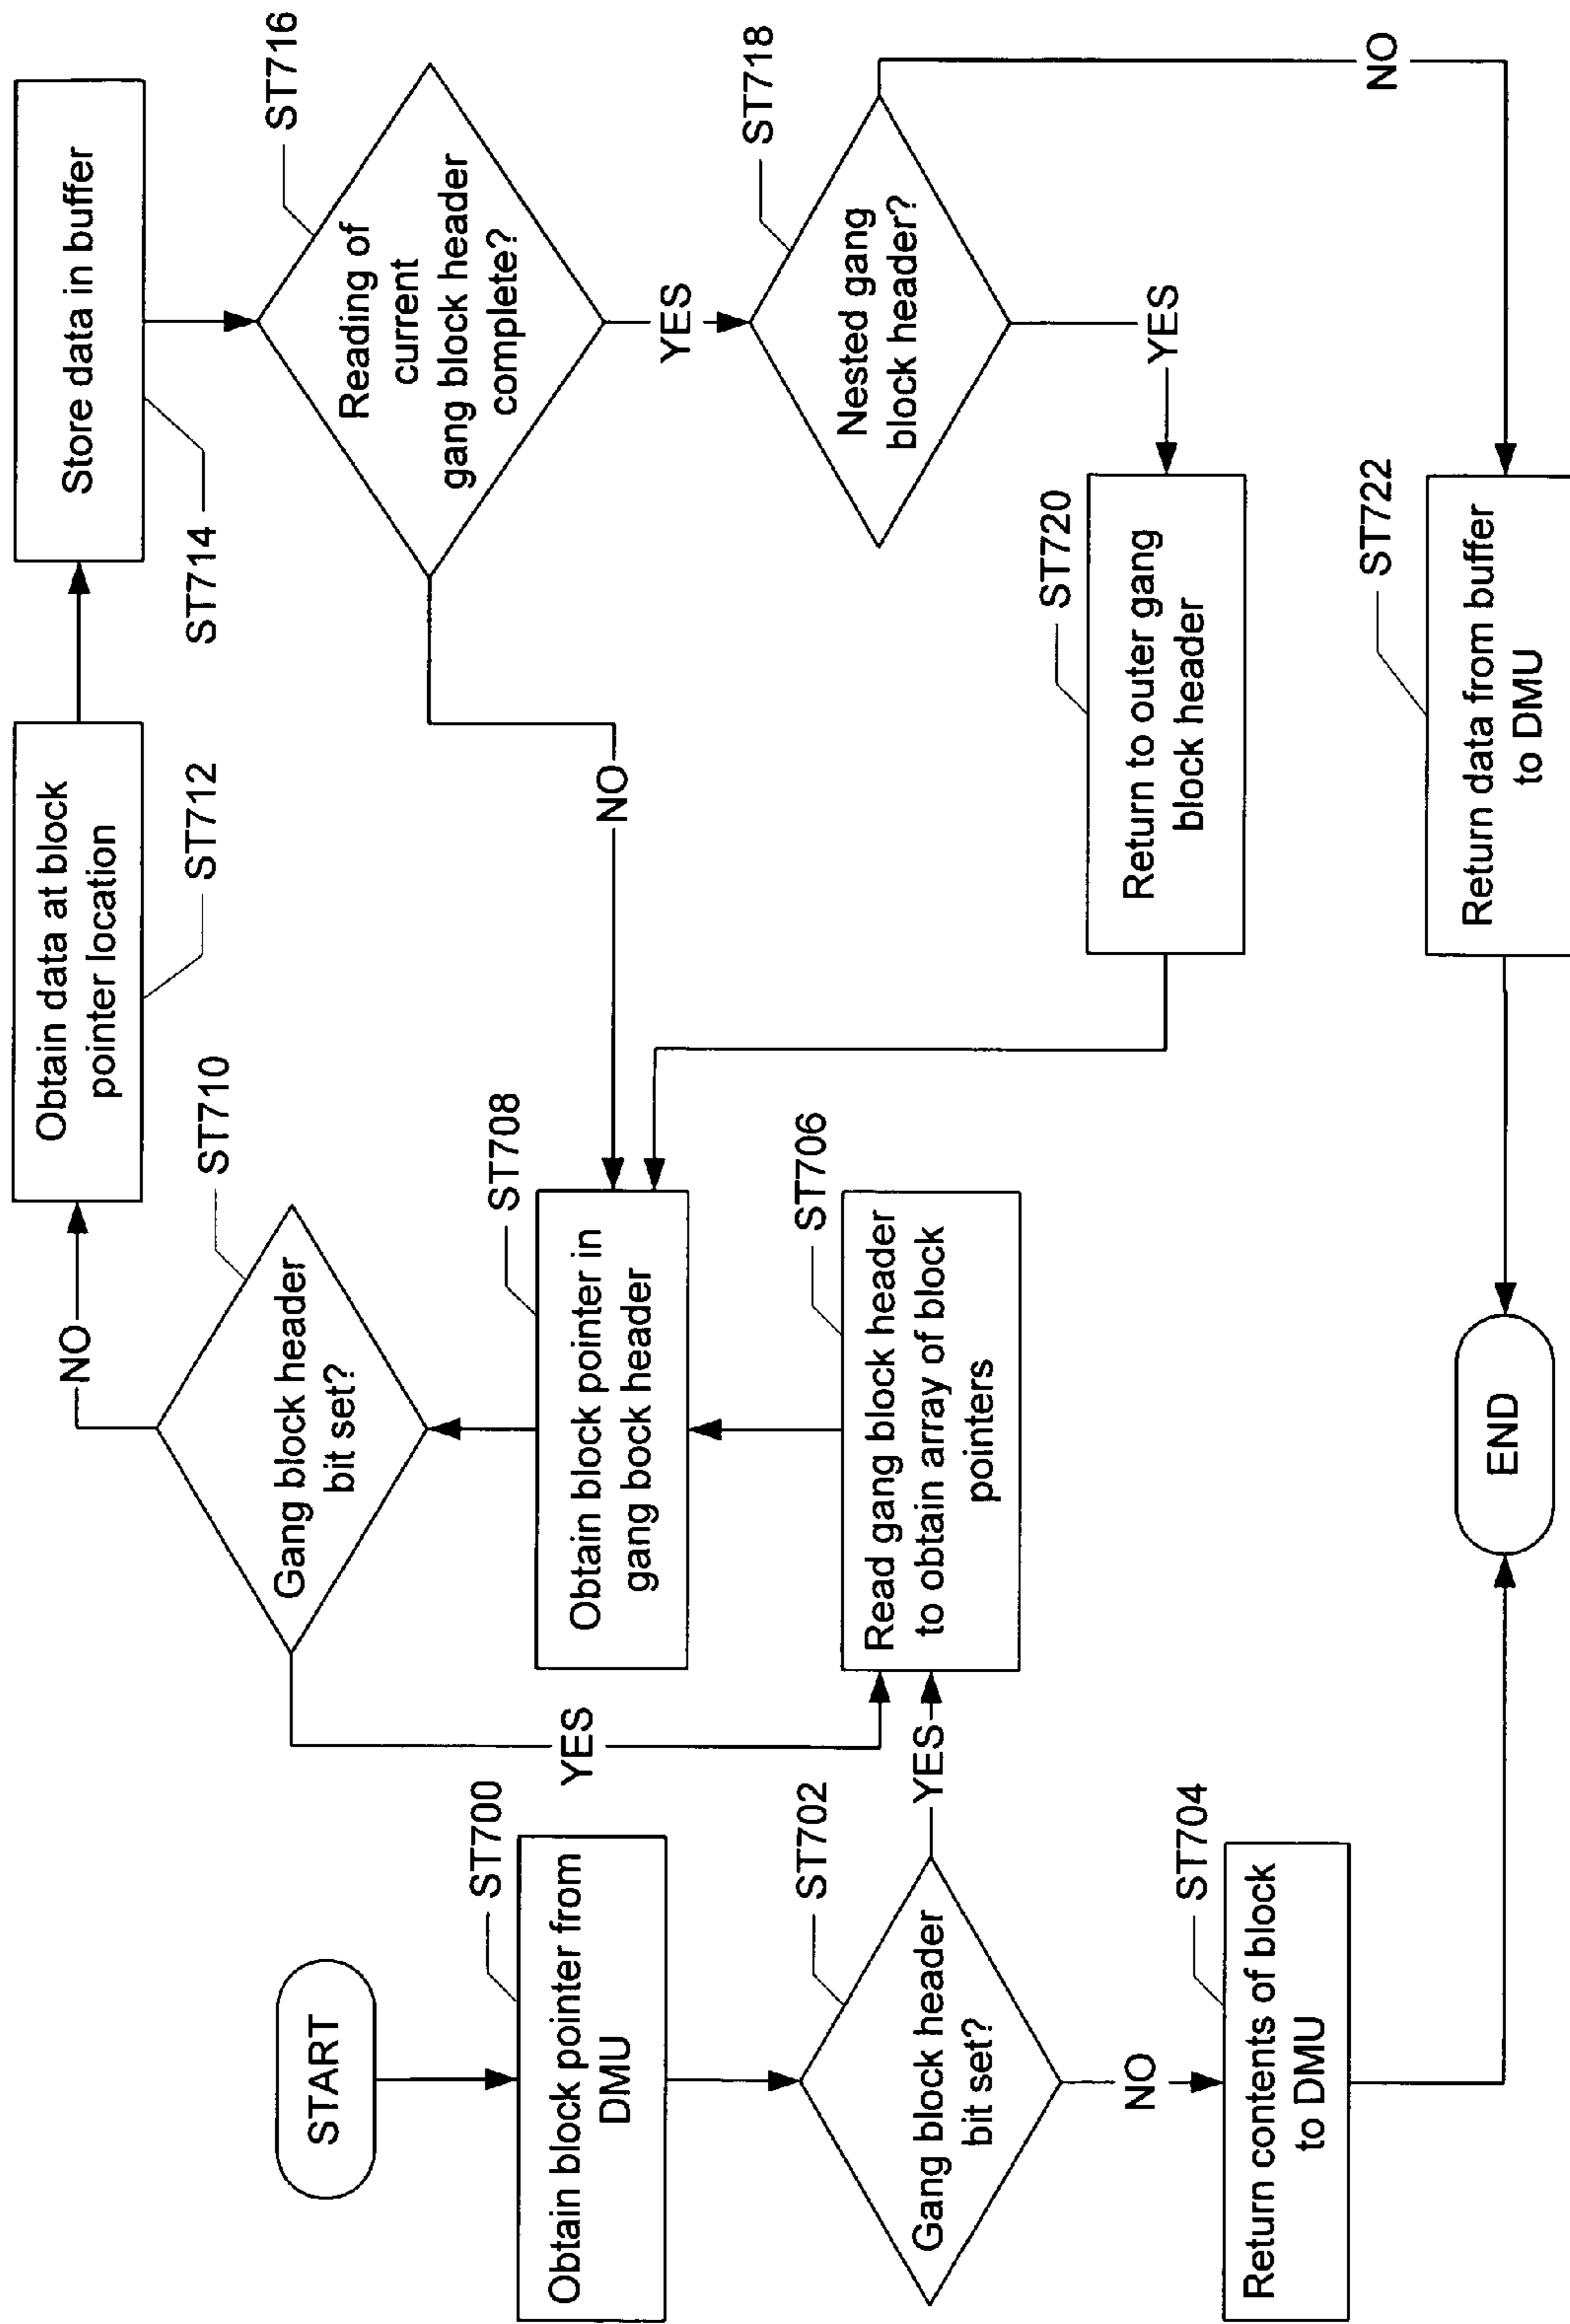 START
ST700
Obtain block pointer from
DMU
ST702
Gang block header
bit set?
YES
NO
ST704
Return contents of block
to DMU
ST706
Read gang block header
to obtain array of block
pointers
ST708
Obtain block pointer in
gang bock header
ST710
Gang block header
bit set?
YES
NO
Obtain data at block
pointer location
ST712
Store data in buffer
ST714
ST716
Reading of
current
gang block header
complete?
NO
YES
ST718
Nested gang
block header?
YES
NO
ST720
Return to outer gang
block header
ST722
Return data from buffer
to DMU
END